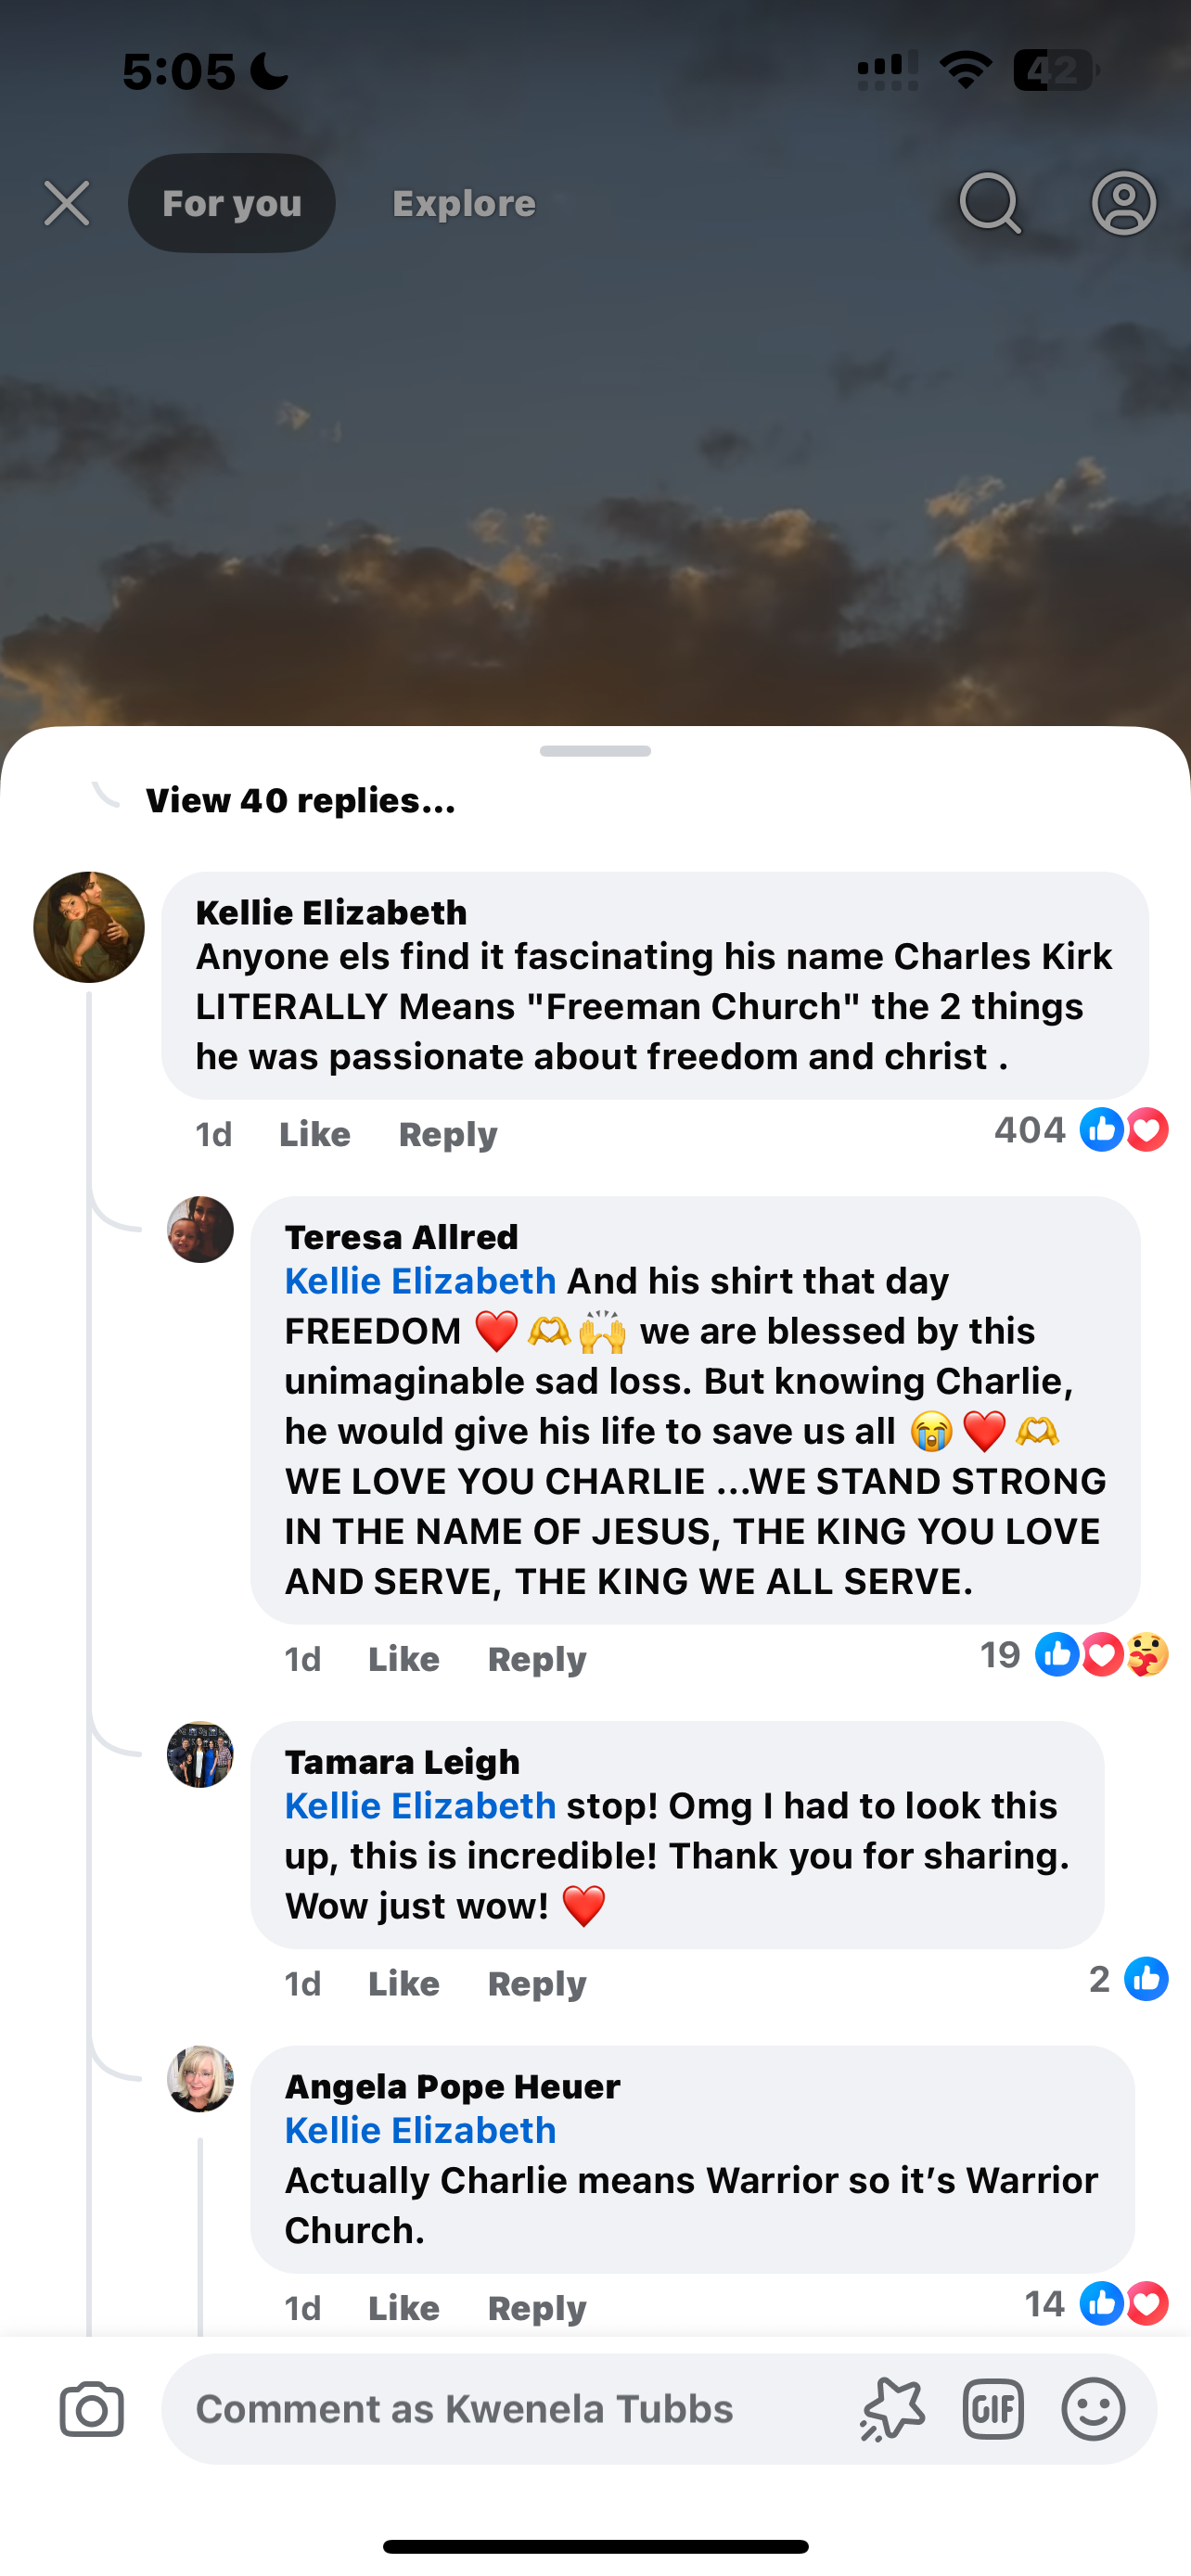 5:05
42
For you
Explore
View 40 replies...
Kellie Elizabeth
Anyone els find it fascinating his name Charles Kirk
LITERALLY Means "Freeman Church" the 2 things
he was passionate about freedom and christ .
1d Like Reply 404
Teresa Allred
Kellie Elizabeth And his shirt that day
FREEDOM ❤️🫶🙌 we are blessed by this
unimaginable sad loss. But knowing Charlie,
he would give his life to save us all 😭❤️🫶
WE LOVE YOU CHARLIE ...WE STAND STRONG
IN THE NAME OF JESUS, THE KING YOU LOVE
AND SERVE, THE KING WE ALL SERVE.
1d Like Reply 19
Tamara Leigh
Kellie Elizabeth stop! Omg I had to look this
up, this is incredible! Thank you for sharing.
Wow just wow! ❤️
1d Like Reply 2
Angela Pope Heuer
Kellie Elizabeth
Actually Charlie means Warrior so it’s Warrior
Church.
1d Like Reply 14
Comment as Kwenela Tubbs
GIF